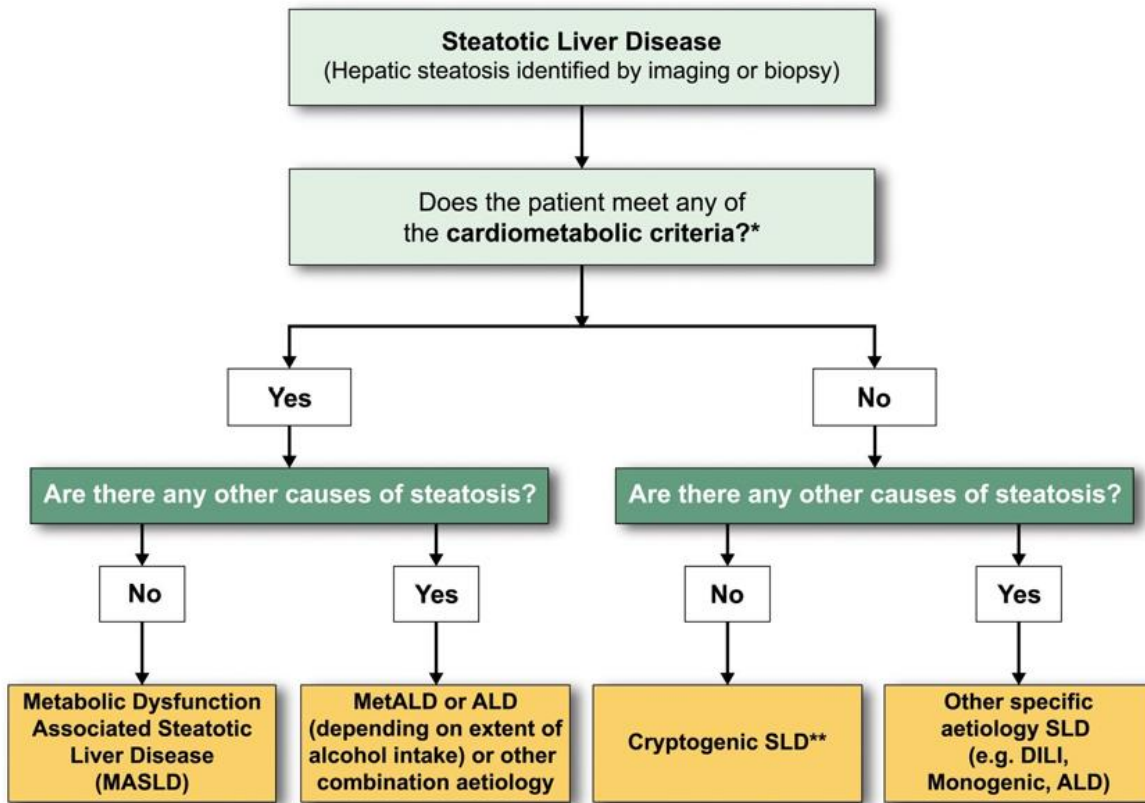 Steatotic Liver Disease
(Hepatic steatosis identified by imaging or biopsy)
Does the patient meet any of
the cardiometabolic criteria?*
Yes
No
Are there any other causes of steatosis?
Are there any other causes of steatosis?
No
Yes
No
Yes
Metabolic Dysfunction
Associated Steatotic
Liver Disease
(MASLD)
MetALD or ALD
(depending on extent of
alcohol intake) or other
combination aetiology
Cryptogenic SLD**
Other specific
aetiology SLD
(e.g. DILI,
Monogenic, ALD)